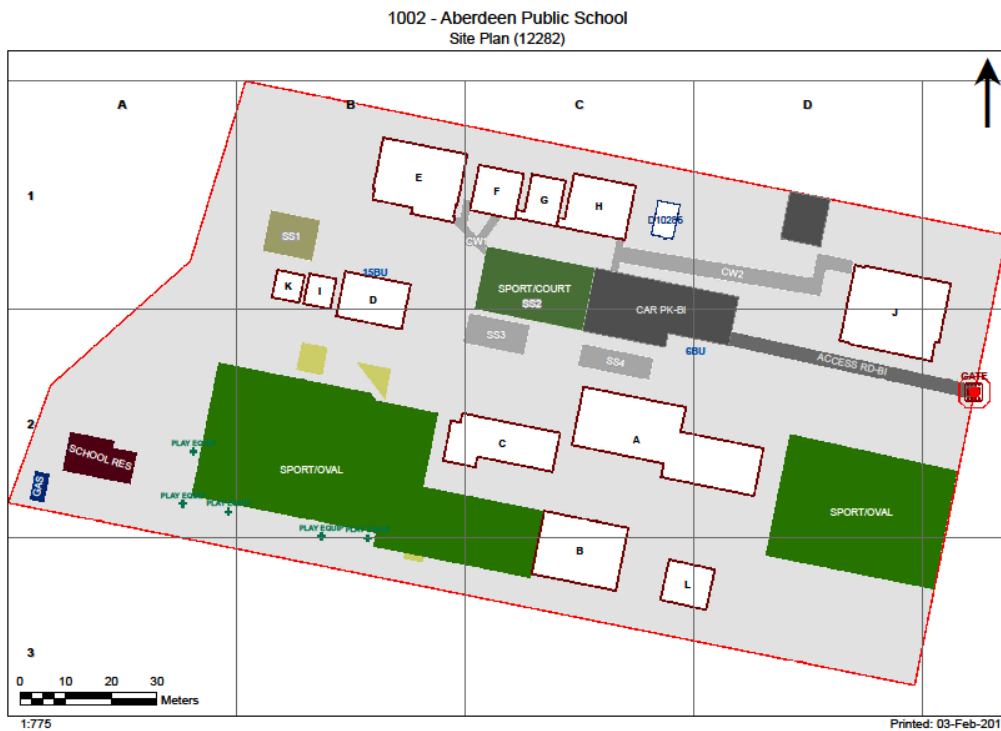 1002 - Aberdeen Public School
Site Plan (12282)
A
B
C
D
1
E
F
G
H
D10286
SS1
CW1
CW2
15BU
K
I
D
SPORT/COURT
SS2
CAR PK-BI
J
SS3
SS4
6BU
ACCESS RD-BI
GATE
2
SCHOOL RES
GAS
PLAY EQUIP
PLAY EQUIP
PLAY EQUIP
PLAY EQUIP
PLAY EQUIP
SPORT/OVAL
C
A
SPORT/OVAL
B
L
3
0 10 20 30
Meters
1:775
Printed: 03-Feb-201